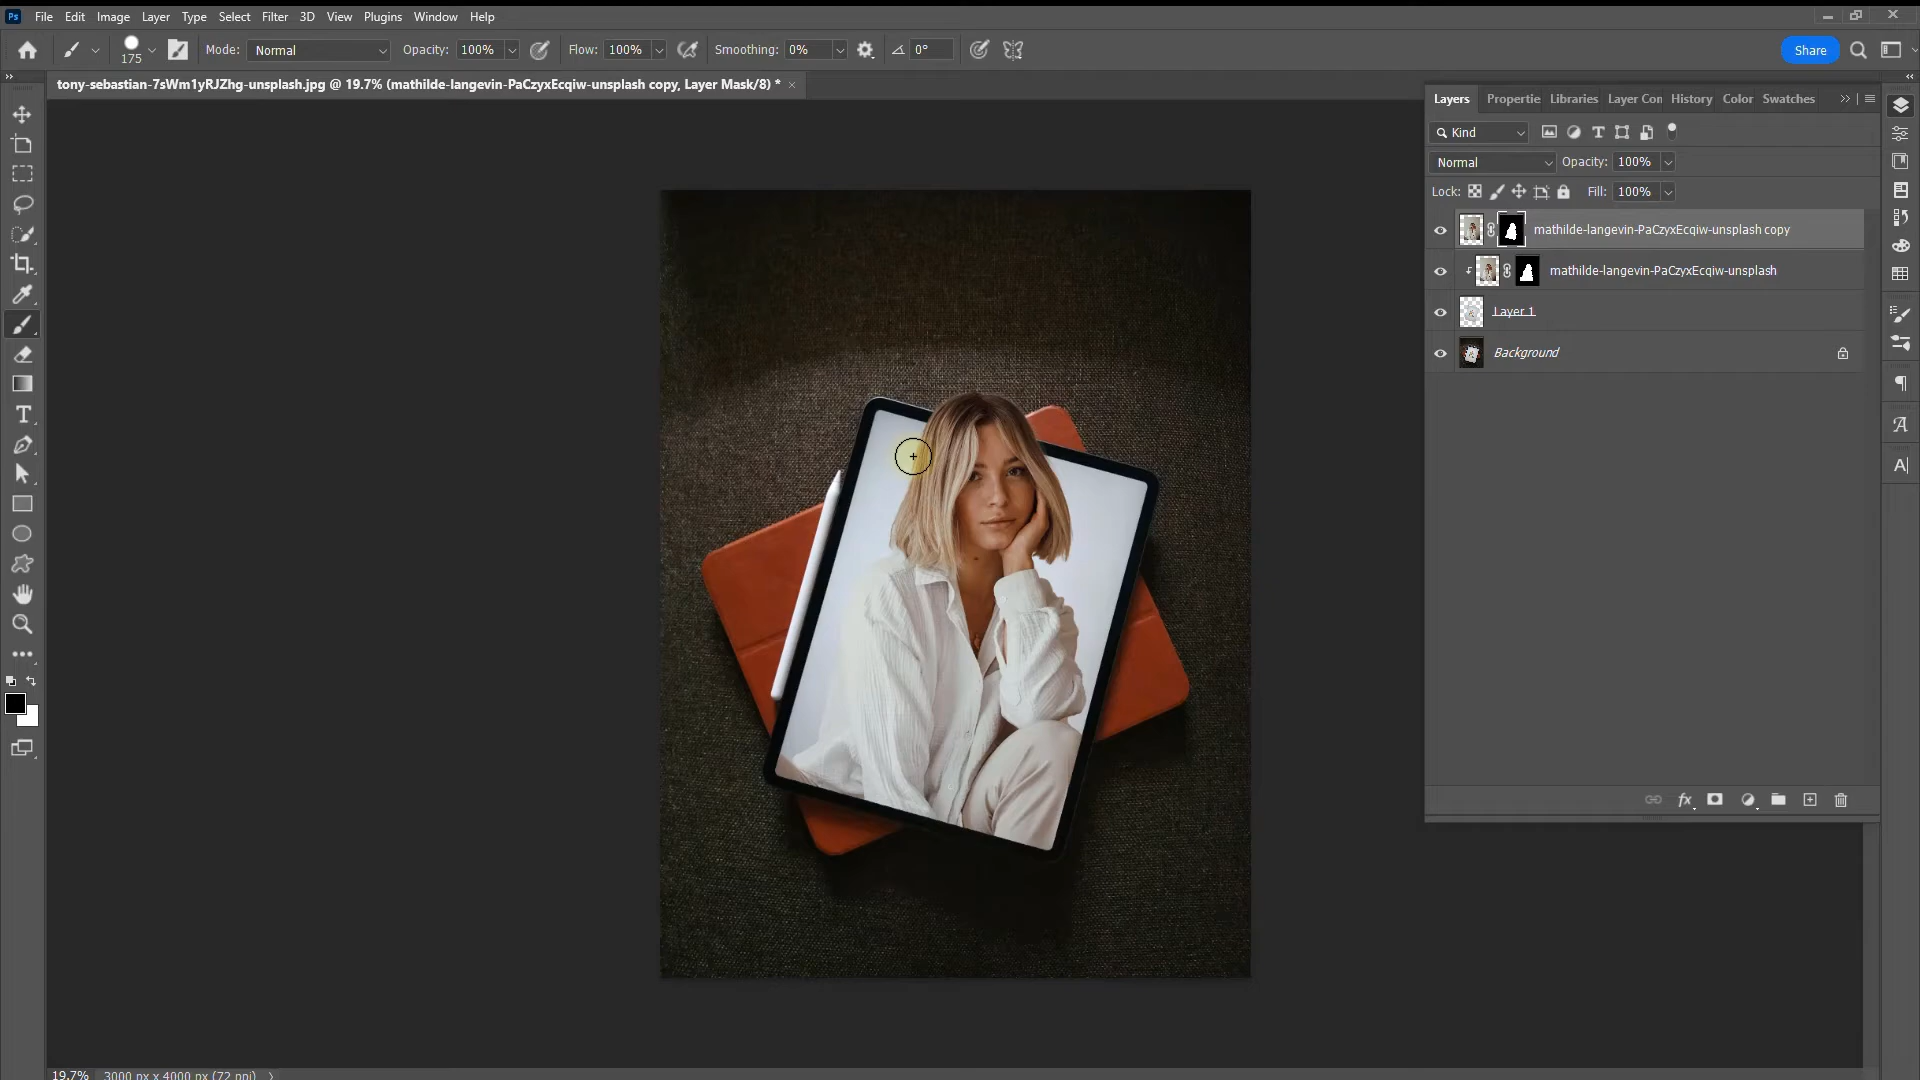 Ps File Edit Image Layer Type Select Filter 3D View Plugins Window Help
175 Mode: Normal Opacity: 100% Flow: 100% Smoothing: 0% 0° Share
tony-sebastian-7sWm1yRJZhg-unsplash.jpg @ 19.7% (mathilde-langevin-PaCzyxEcqiw-unsplash copy, Layer Mask/8) * ×
Layers Propertie Libraries Layer Con History Color Swatches
Kind
Normal Opacity: 100%
Lock: Fill: 100%
mathilde-langevin-PaCzyxEcqiw-unsplash copy
mathilde-langevin-PaCzyxEcqiw-unsplash
Layer 1
Background
fx
19.7% 3000 px x 4000 px (72 ppi)